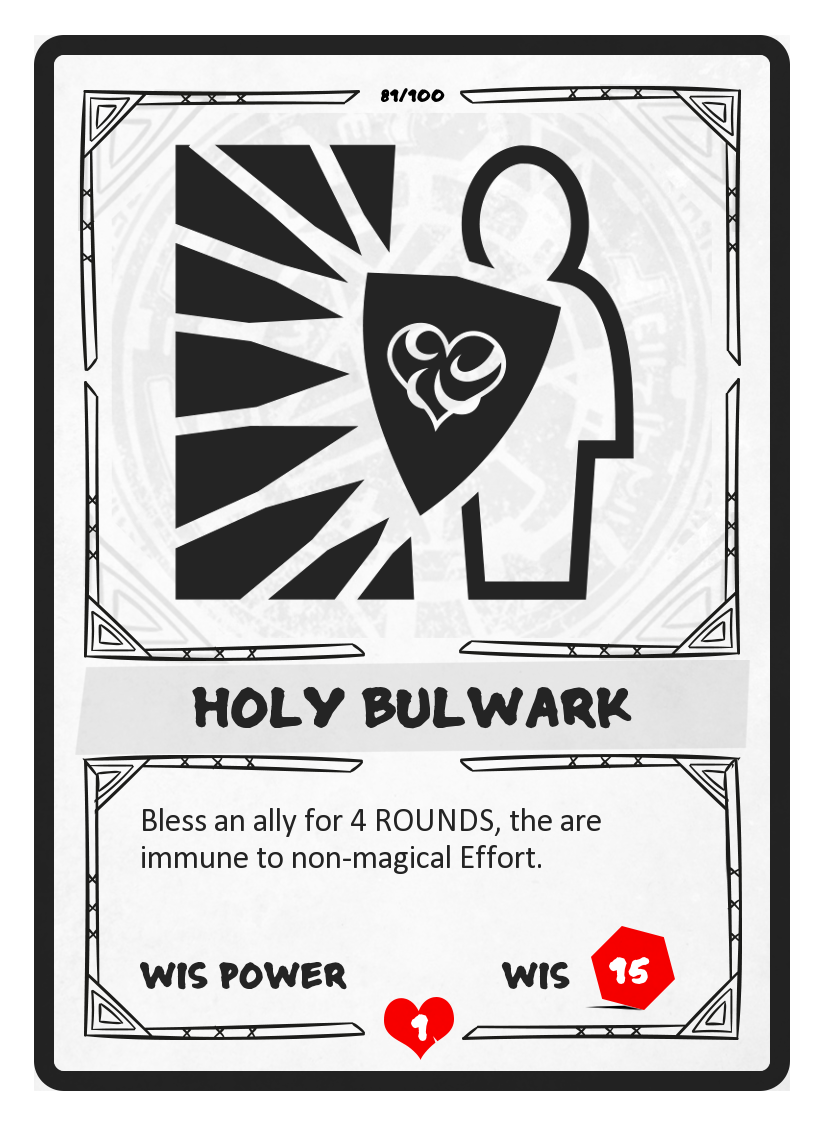 81/100
HOLY BULWARK
Bless an ally for 4 ROUNDS, the are
immune to non-magical Effort.
WIS POWER
WIS 15
1